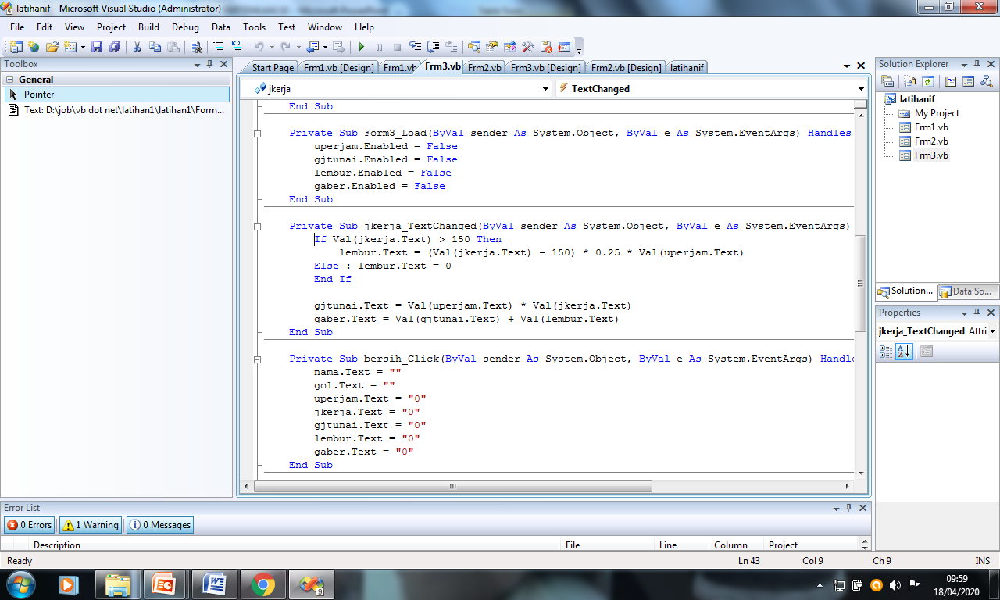 latihanif - Microsoft Visual Studio (Administrator)
File Edit View Project Build Debug Data Tools Test Window Help
Toolbox
General
Pointer
Text: D:\job\vb dot net\latihan1\latihan1\Form...
Start Page Frm1.vb [Design] Frm1.vb Frm3.vb Frm2.vb Frm3.vb [Design] Frm2.vb [Design] latihanif
jkerja TextChanged
End Sub
Private Sub Form3_Load(ByVal sender As System.Object, ByVal e As System.EventArgs) Handles
uperjam.Enabled = False
gjtunai.Enabled = False
lembur.Enabled = False
gaber.Enabled = False
End Sub
Private Sub jkerja_TextChanged(ByVal sender As System.Object, ByVal e As System.EventArgs)
If Val(jkerja.Text) > 150 Then
lembur.Text = (Val(jkerja.Text) - 150) * 0.25 * Val(uperjam.Text)
Else : lembur.Text = 0
End If
gjtunai.Text = Val(uperjam.Text) * Val(jkerja.Text)
gaber.Text = Val(gjtunai.Text) + Val(lembur.Text)
End Sub
Private Sub bersih_Click(ByVal sender As System.Object, ByVal e As System.EventArgs) Handle
nama.Text = ""
gol.Text = ""
uperjam.Text = "0"
jkerja.Text = "0"
gjtunai.Text = "0"
lembur.Text = "0"
gaber.Text = "0"
End Sub
Solution Explorer
latihanif
My Project
Frm1.vb
Frm2.vb
Frm3.vb
Solution... Data So...
Properties
jkerja_TextChanged Attri
Error List
0 Errors 1 Warning 0 Messages
Description File Line Column Project
Ready Ln 43 Col 9 Ch 9 INS
09:59
18/04/2020